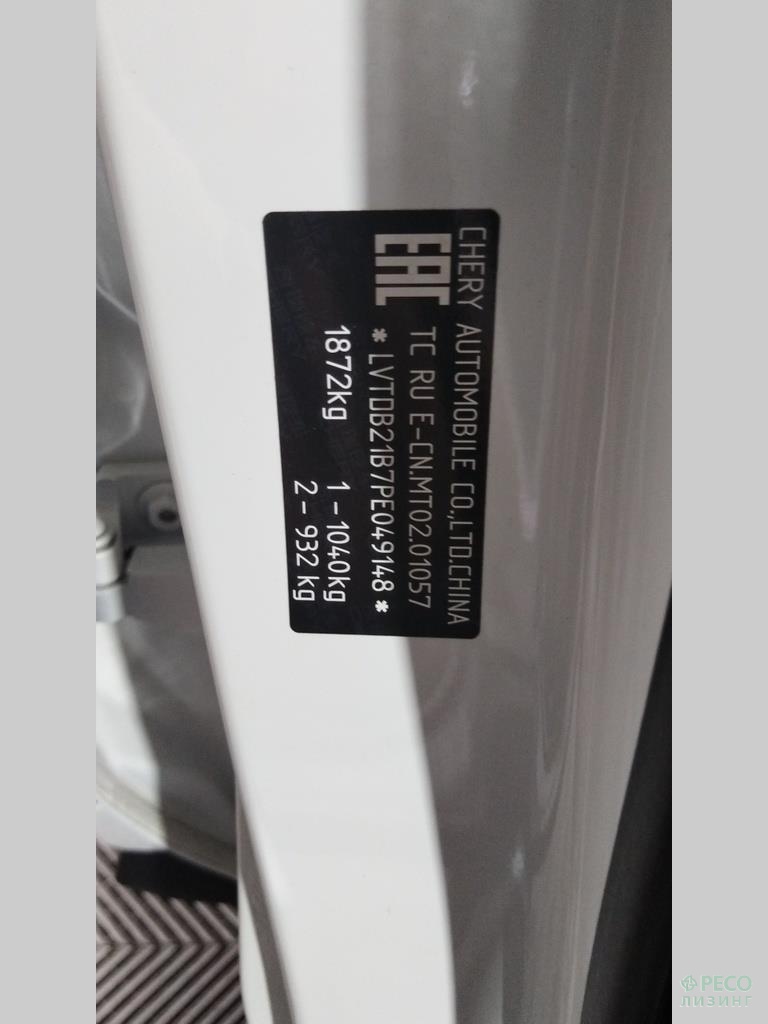 CHERY AUTOMOBILE CO.,LTD.CHINA
EAC TC RU E-CN.MT02.01057
* LVTDB21B7PE049148 *
1872kg 1 - 1040kg
2 - 932 kg
РЕСО
ЛИЗИНГ